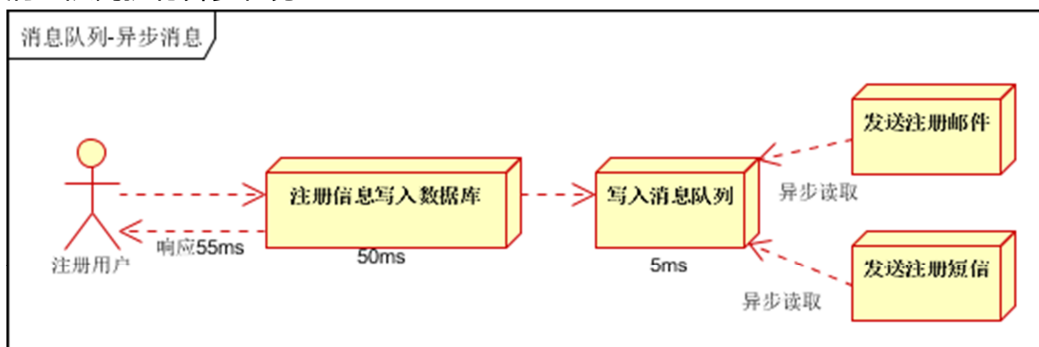 消息队列-异步消息
发送注册邮件
注册信息写入数据库
写入消息队列
异步读取
响应55ms
50ms
注册用户
5ms
发送注册短信
异步读取